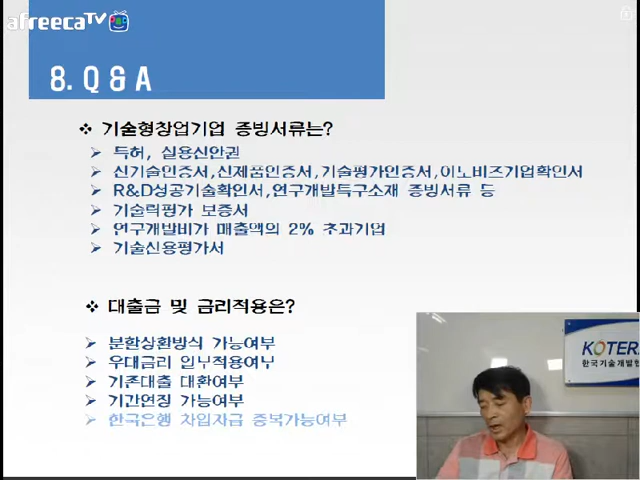 afreecaTV
8. Q & A
❖ 기술형창업기업 증빙서류는?
➢ 특허, 실용신안권
➢ 신기술인증서,신제품인증서,기술평가인증서,이노비즈기업확인서
➢ R&D성공기술확인서,연구개발특구소재 증빙서류 등
➢ 기술력평가 보증서
➢ 연구개발비가 매출액의 2% 초과기업
➢ 기술신용평가서
❖ 대출금 및 금리적용은?
➢ 분할상환방식 가능여부
➢ 우대금리 일부적용여부
➢ 기존대출 대환여부
➢ 기간연장 가능여부
➢ 한국은행 차입자금 중복가능여부
KOTER
한국기술개발